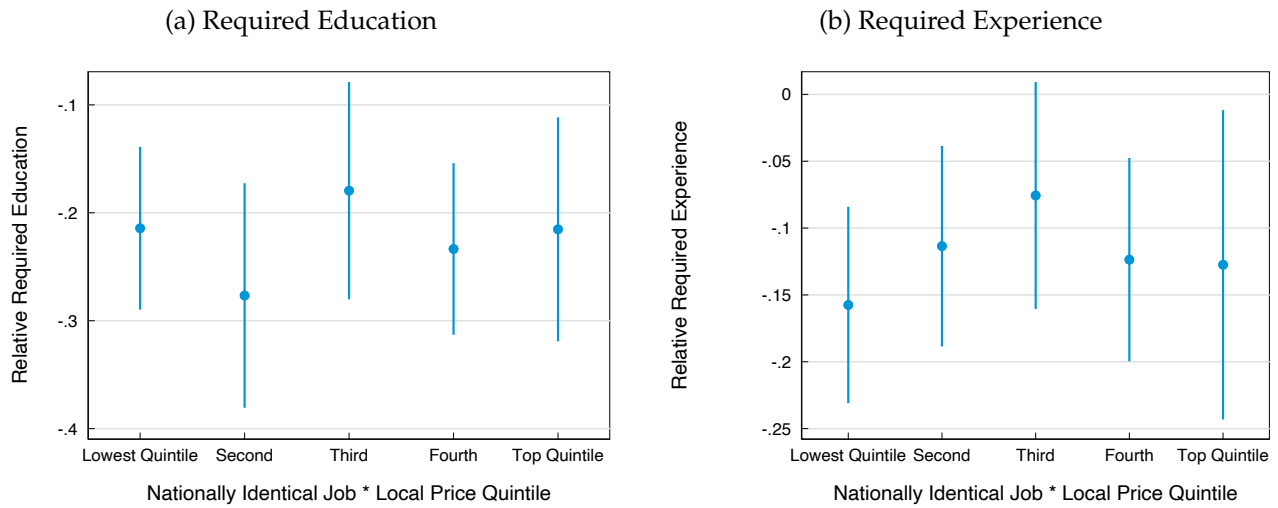 (a) Required Education
Relative Required Education
-.1
-.2
-.3
-.4
Lowest Quintile Second Third Fourth Top Quintile
Nationally Identical Job * Local Price Quintile
(b) Required Experience
Relative Required Experience
0
-.05
-.1
-.15
-.2
-.25
Lowest Quintile Second Third Fourth Top Quintile
Nationally Identical Job * Local Price Quintile